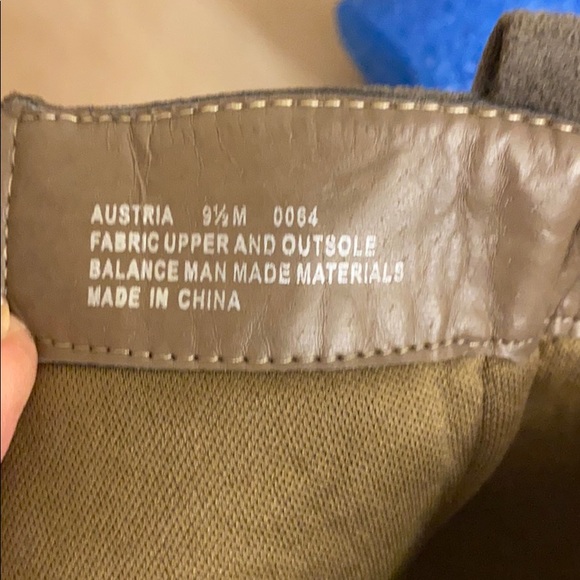 AUSTRIA 9½M 0064
FABRIC UPPER AND OUTSOLE
BALANCE MAN MADE MATERIALS
MADE IN CHINA